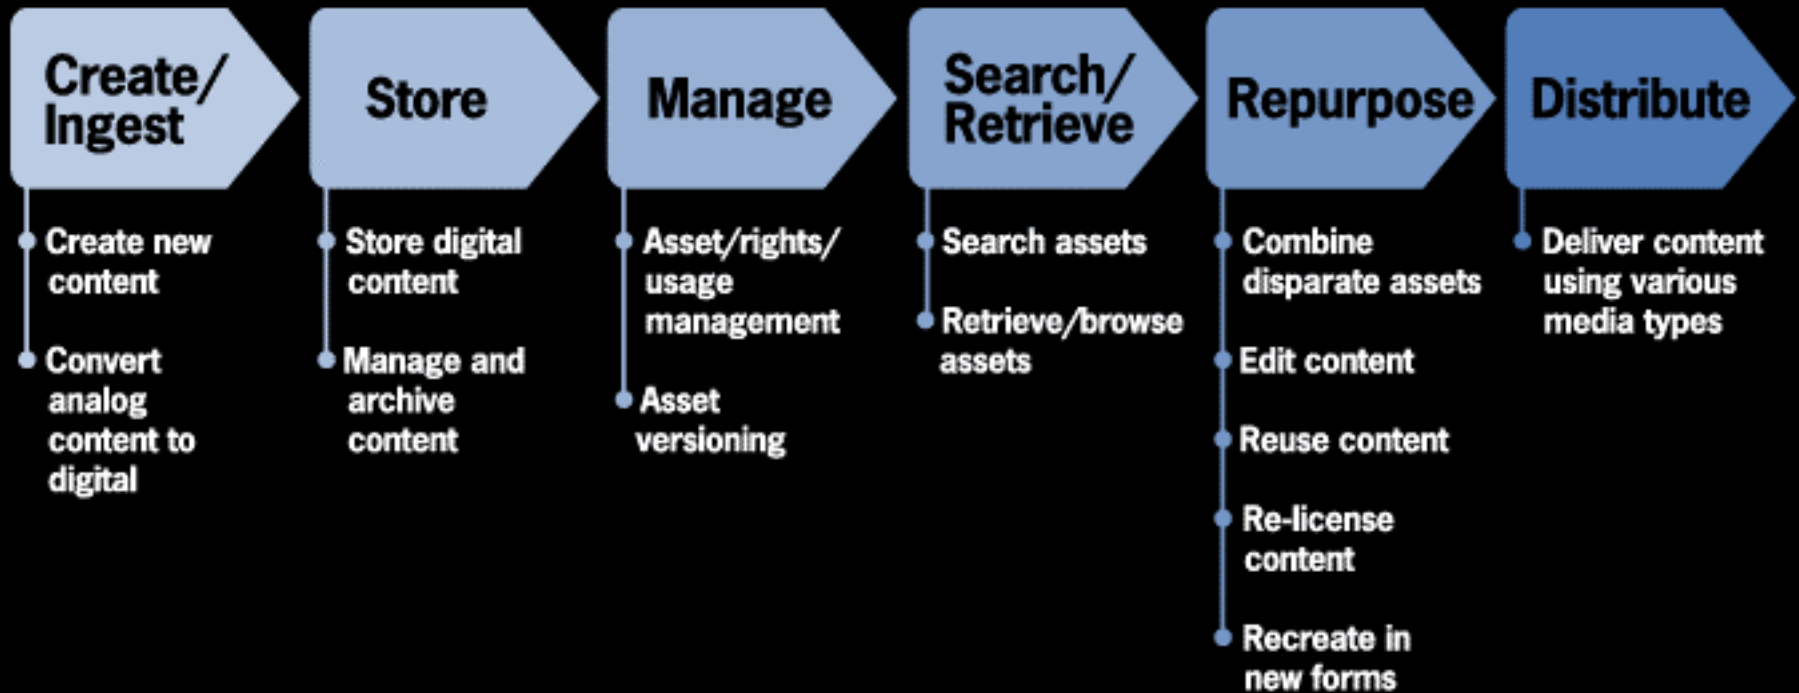 Create/
Ingest
Store
Manage
Search/
Retrieve
Repurpose
Distribute
Create new
content
Convert
analog
content to
digital
Store digital
content
Manage and
archive
content
Asset/rights/
usage
management
Asset
versioning
Search assets
Retrieve/browse
assets
Combine
disparate assets
Edit content
Reuse content
Re-license
content
Recreate in
new forms
Deliver content
using various
media types